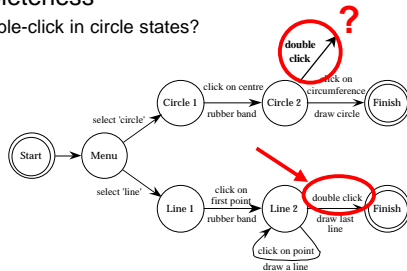 ble-click in circle states?
?
double
click
click on centre
rubber band
click on
circumference
draw circle
Circle 1
Circle 2
Finish
select 'circle'
Start
Menu
select 'line'
Line 1
click on
first point
rubber band
Line 2
double click
draw last
line
Finish
click on point
draw a line